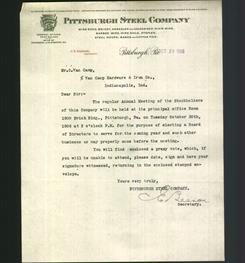 PITTSBURGH STEEL COMPANY
Pittsburgh, Pa.
Mr. C. Van Camp,
% Van Camp Hardware & Iron Co.,
Indianapolis, Ind.
Dear Sir:-
The regular Annual Meeting of the Stockholders
of this Company will be held at its principal office Room
Frick Bldg., Pittsburgh, Pa. on Tuesday October 30th,
1906 at 2 o'clock P.M. for the purpose of electing a Board
of Directors to serve for the coming year and such other
business as may properly come before the meeting.
You will find enclosed a proxy vote, which, if
you will be unable to attend, please date, sign and have your
signature witnessed, returning in the enclosed stamped en-
velope.
Yours very truly,
PITTSBURGH STEEL COMPANY.
Secretary.